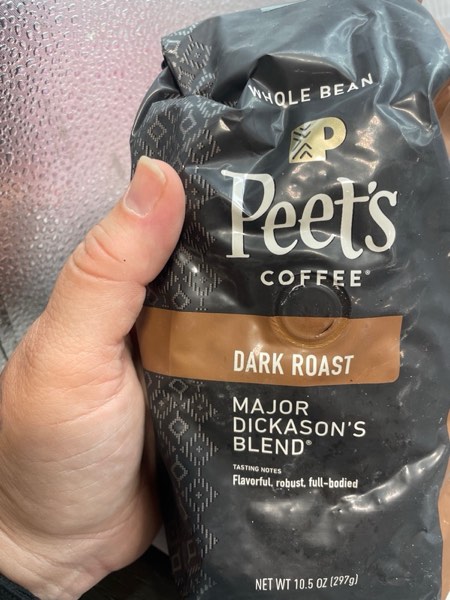 WHOLE BEAN
P
Peet's
COFFEE®
DARK ROAST
MAJOR
DICKASON'S
BLEND®
TASTING NOTES
Flavorful, robust, full-bodied
NET WT 10.5 OZ (297g)